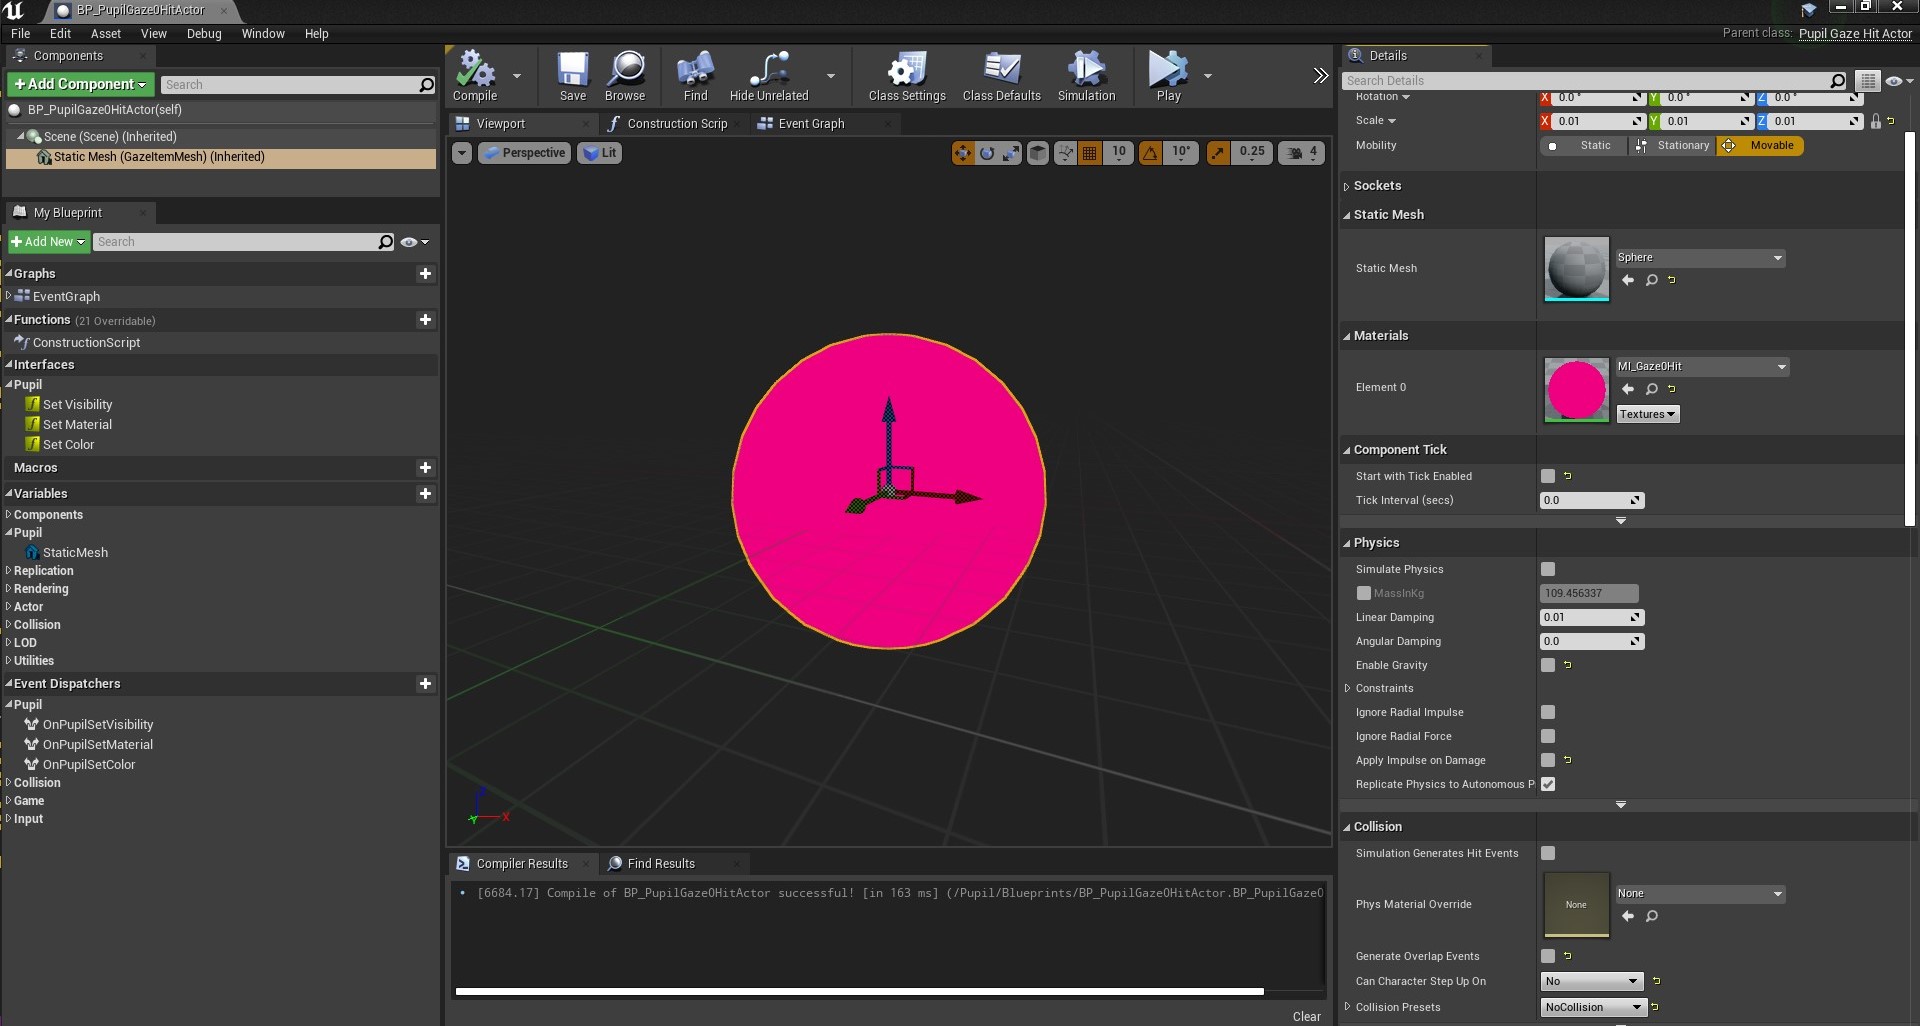 BP_PupilGaze0HitActor
File Edit Asset View Debug Window Help
Parent class: Pupil Gaze Hit Actor
Components
Add Component
Search
BP_PupilGaze0HitActor(self)
Scene (Scene) (Inherited)
Static Mesh (GazeItemMesh) (Inherited)
My Blueprint
Add New
Search
Graphs
EventGraph
Functions (21 Overridable)
ConstructionScript
Interfaces
Pupil
Set Visibility
Set Material
Set Color
Macros
Variables
Components
Pupil
StaticMesh
Replication
Rendering
Actor
Collision
LOD
Utilities
Event Dispatchers
Pupil
OnPupilSetVisibility
OnPupilSetMaterial
OnPupilSetColor
Collision
Game
Input
Compile Save Browse Find Hide Unrelated Class Settings Class Defaults Simulation Play
Viewport Construction Scrip Event Graph
Perspective Lit 10 10° 0.25 4
X
Y
Compiler Results Find Results
[6684.17] Compile of BP_PupilGaze0HitActor successful! [in 163 ms] (/Pupil/Blueprints/BP_PupilGaze0HitActor.BP_PupilGaze0
Clear
Details
Search Details
Rotation X 0.0 ° Y 0.0 ° Z 0.0 °
Scale X 0.01 Y 0.01 Z 0.01
Mobility Static Stationary Movable
Sockets
Static Mesh
Static Mesh Sphere
Materials
Element 0 MI_Gaze0Hit
Textures
Component Tick
Start with Tick Enabled
Tick Interval (secs) 0.0
Physics
Simulate Physics
MassInKg 109.456337
Linear Damping 0.01
Angular Damping 0.0
Enable Gravity
Constraints
Ignore Radial Impulse
Ignore Radial Force
Apply Impulse on Damage
Replicate Physics to Autonomous P
Collision
Simulation Generates Hit Events
Phys Material Override None None
Generate Overlap Events
Can Character Step Up On No
Collision Presets NoCollision